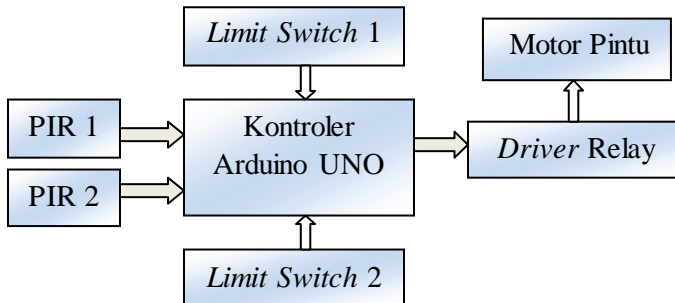 Limit Switch 1
Motor Pintu
PIR 1
Kontroler
Arduino UNO
Driver Relay
PIR 2
Limit Switch 2